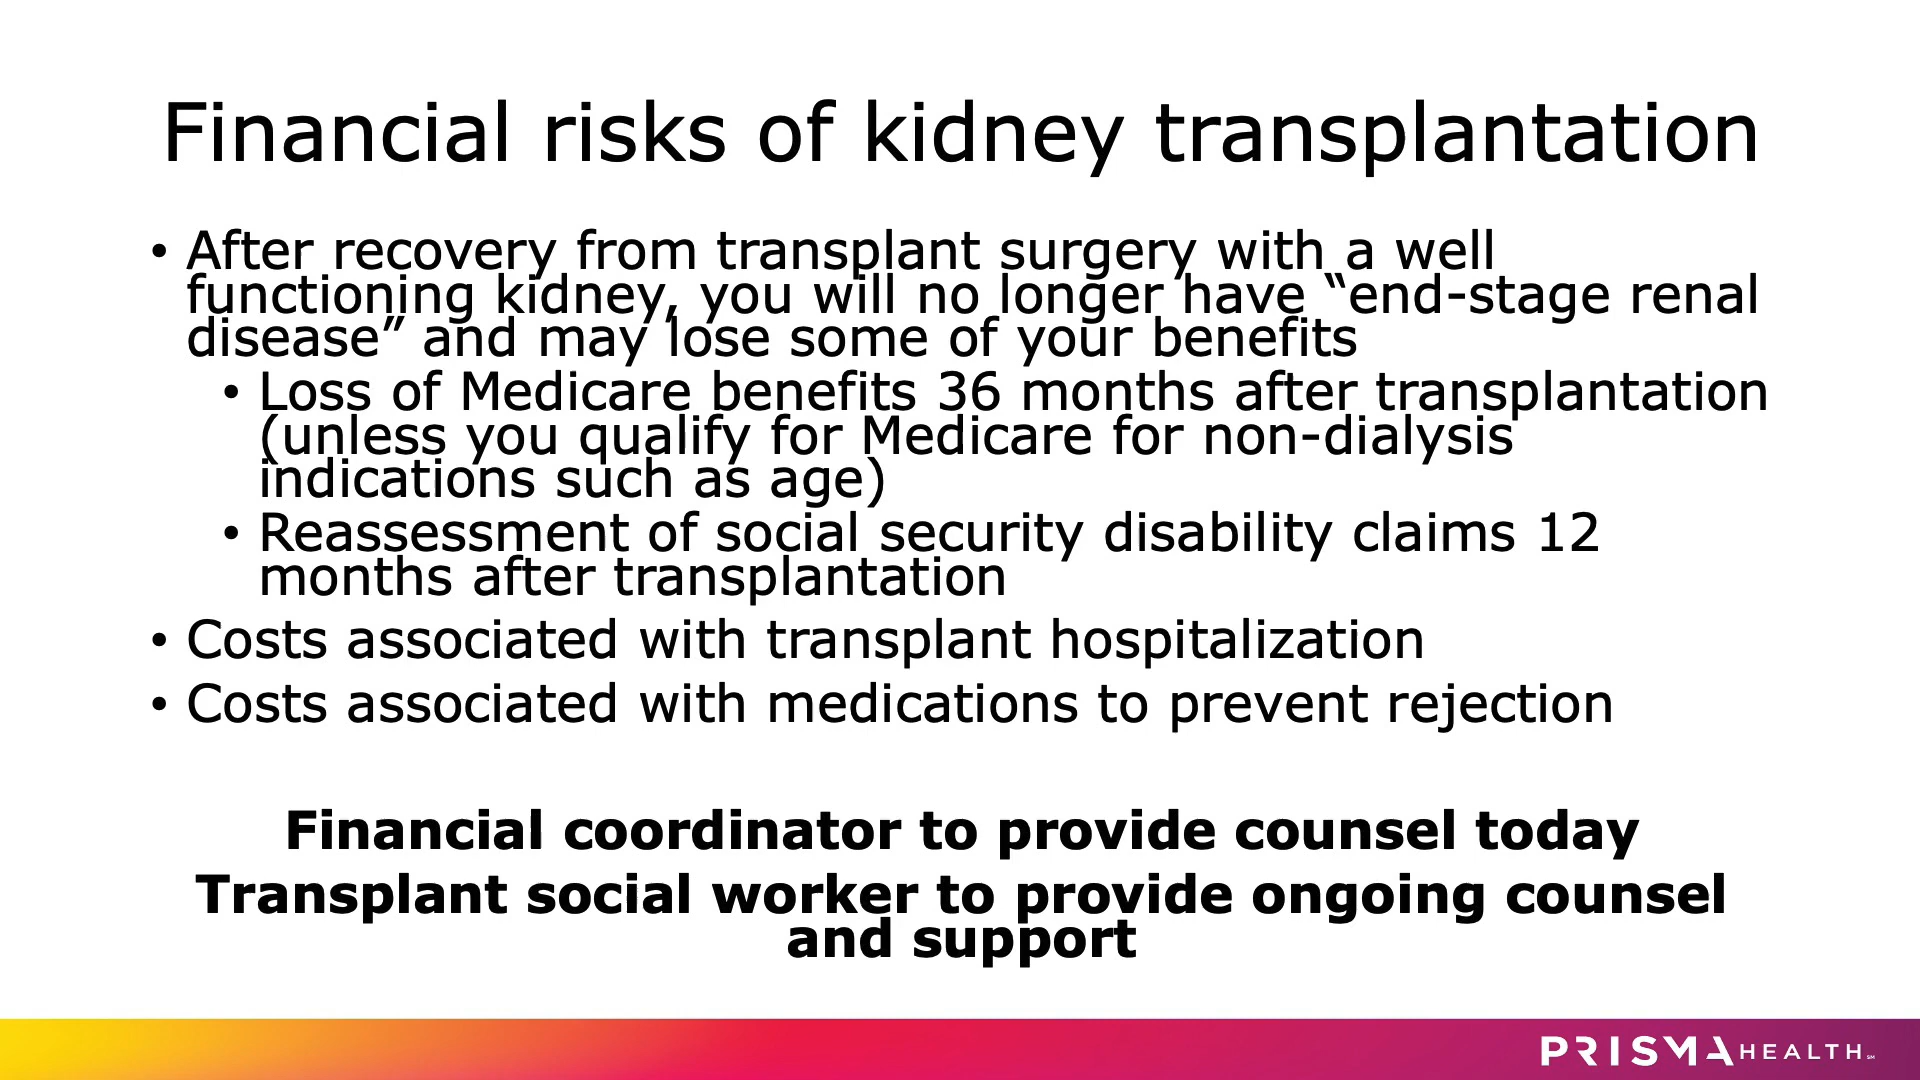 Financial risks of kidney transplantation
• After recovery from transplant surgery with a well
functioning kidney, you will no longer have “end-stage renal
disease” and may lose some of your benefits
• Loss of Medicare benefits 36 months after transplantation
(unless you qualify for Medicare for non-dialysis
indications such as age)
• Reassessment of social security disability claims 12
months after transplantation
• Costs associated with transplant hospitalization
• Costs associated with medications to prevent rejection
Financial coordinator to provide counsel today
Transplant social worker to provide ongoing counsel
and support
PRISMA HEALTH℠